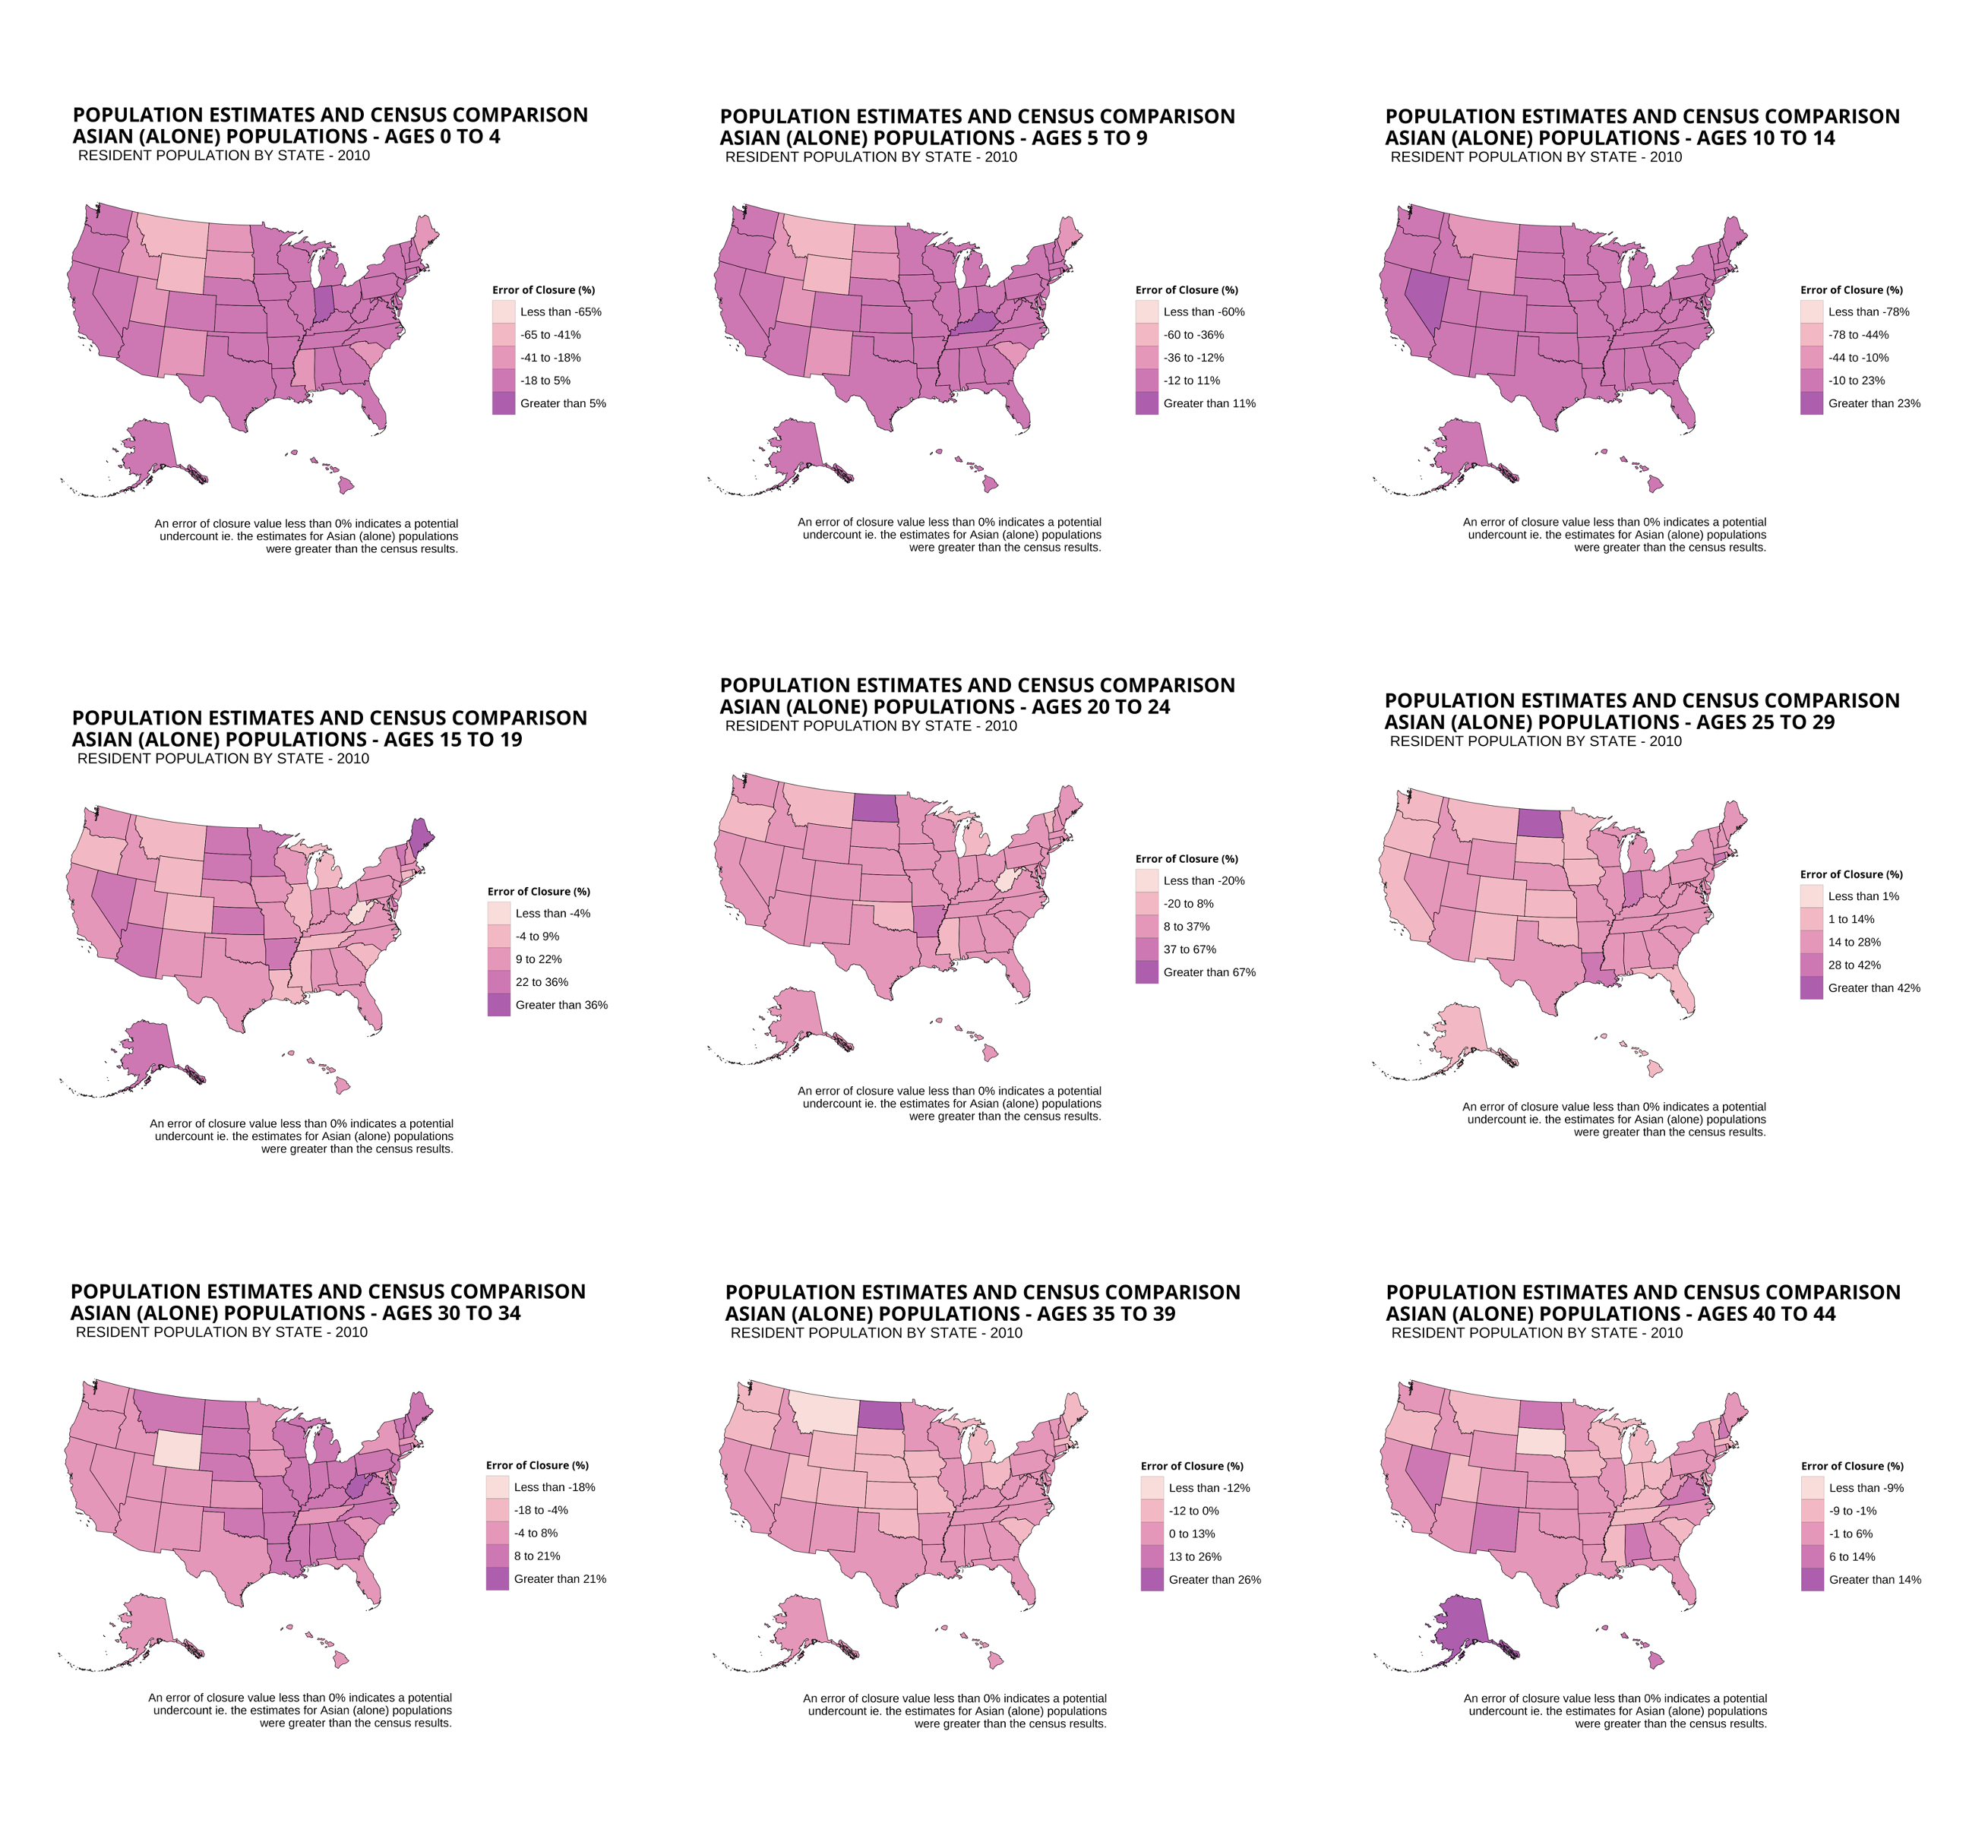 POPULATION ESTIMATES AND CENSUS COMPARISON
ASIAN (ALONE) POPULATIONS - AGES 0 TO 4
RESIDENT POPULATION BY STATE - 2010
Error of Closure (%)
Less than -65%
-65 to -41%
-41 to -18%
-18 to 5%
Greater than 5%
An error of closure value less than 0% indicates a potential
undercount ie. the estimates for Asian (alone) populations
were greater than the census results.
POPULATION ESTIMATES AND CENSUS COMPARISON
ASIAN (ALONE) POPULATIONS - AGES 5 TO 9
RESIDENT POPULATION BY STATE - 2010
Error of Closure (%)
Less than -60%
-60 to -36%
-36 to -12%
-12 to 11%
Greater than 11%
An error of closure value less than 0% indicates a potential
undercount ie. the estimates for Asian (alone) populations
were greater than the census results.
POPULATION ESTIMATES AND CENSUS COMPARISON
ASIAN (ALONE) POPULATIONS - AGES 10 TO 14
RESIDENT POPULATION BY STATE - 2010
Error of Closure (%)
Less than -78%
-78 to -44%
-44 to -10%
-10 to 23%
Greater than 23%
An error of closure value less than 0% indicates a potential
undercount ie. the estimates for Asian (alone) populations
were greater than the census results.
POPULATION ESTIMATES AND CENSUS COMPARISON
ASIAN (ALONE) POPULATIONS - AGES 15 TO 19
RESIDENT POPULATION BY STATE - 2010
Error of Closure (%)
Less than -4%
-4 to 9%
9 to 22%
22 to 36%
Greater than 36%
An error of closure value less than 0% indicates a potential
undercount ie. the estimates for Asian (alone) populations
were greater than the census results.
POPULATION ESTIMATES AND CENSUS COMPARISON
ASIAN (ALONE) POPULATIONS - AGES 20 TO 24
RESIDENT POPULATION BY STATE - 2010
Error of Closure (%)
Less than -20%
-20 to 8%
8 to 37%
37 to 67%
Greater than 67%
An error of closure value less than 0% indicates a potential
undercount ie. the estimates for Asian (alone) populations
were greater than the census results.
POPULATION ESTIMATES AND CENSUS COMPARISON
ASIAN (ALONE) POPULATIONS - AGES 25 TO 29
RESIDENT POPULATION BY STATE - 2010
Error of Closure (%)
Less than 1%
1 to 14%
14 to 28%
28 to 42%
Greater than 42%
An error of closure value less than 0% indicates a potential
undercount ie. the estimates for Asian (alone) populations
were greater than the census results.
POPULATION ESTIMATES AND CENSUS COMPARISON
ASIAN (ALONE) POPULATIONS - AGES 30 TO 34
RESIDENT POPULATION BY STATE - 2010
Error of Closure (%)
Less than -18%
-18 to -4%
-4 to 8%
8 to 21%
Greater than 21%
An error of closure value less than 0% indicates a potential
undercount ie. the estimates for Asian (alone) populations
were greater than the census results.
POPULATION ESTIMATES AND CENSUS COMPARISON
ASIAN (ALONE) POPULATIONS - AGES 35 TO 39
RESIDENT POPULATION BY STATE - 2010
Error of Closure (%)
Less than -12%
-12 to 0%
0 to 13%
13 to 26%
Greater than 26%
An error of closure value less than 0% indicates a potential
undercount ie. the estimates for Asian (alone) populations
were greater than the census results.
POPULATION ESTIMATES AND CENSUS COMPARISON
ASIAN (ALONE) POPULATIONS - AGES 40 TO 44
RESIDENT POPULATION BY STATE - 2010
Error of Closure (%)
Less than -9%
-9 to -1%
-1 to 6%
6 to 14%
Greater than 14%
An error of closure value less than 0% indicates a potential
undercount ie. the estimates for Asian (alone) populations
were greater than the census results.